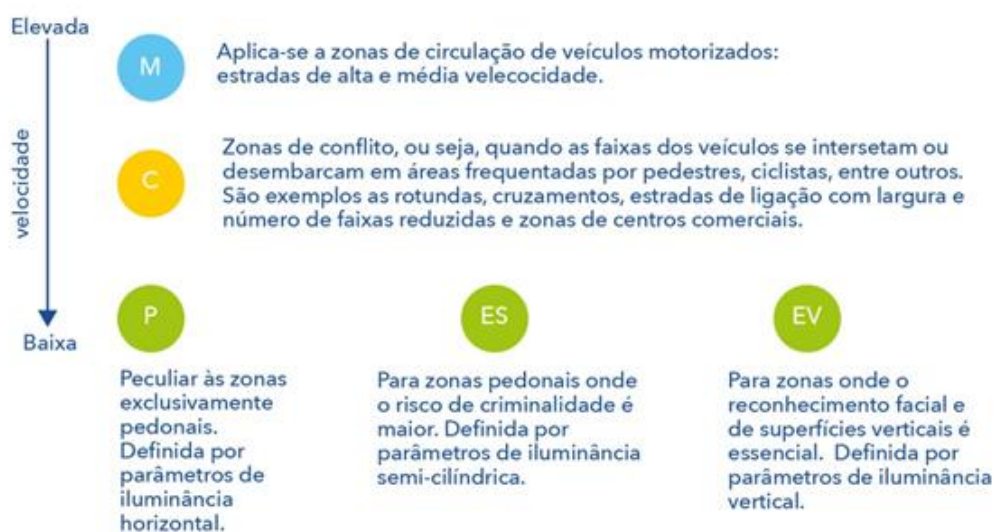 Elevada
M
Aplica-se a zonas de circulação de veículos motorizados:
estradas de alta e média velecocidade.
velocidade
C
Zonas de conflito, ou seja, quando as faixas dos veículos se intersetam ou
desembarcam em áreas frequentadas por pedestres, ciclistas, entre outros.
São exemplos as rotundas, cruzamentos, estradas de ligação com largura e
número de faixas reduzidas e zonas de centros comerciais.
Baixa
P
Peculiar às zonas
exclusivamente
pedonais.
Definida por
parâmetros de
iluminância
horizontal.
ES
Para zonas pedonais onde
o risco de criminalidade é
maior. Definida por
parâmetros de iluminância
semi-cilíndrica.
EV
Para zonas onde o
reconhecimento facial e
de superfícies verticais é
essencial. Definida por
parâmetros de iluminância
vertical.